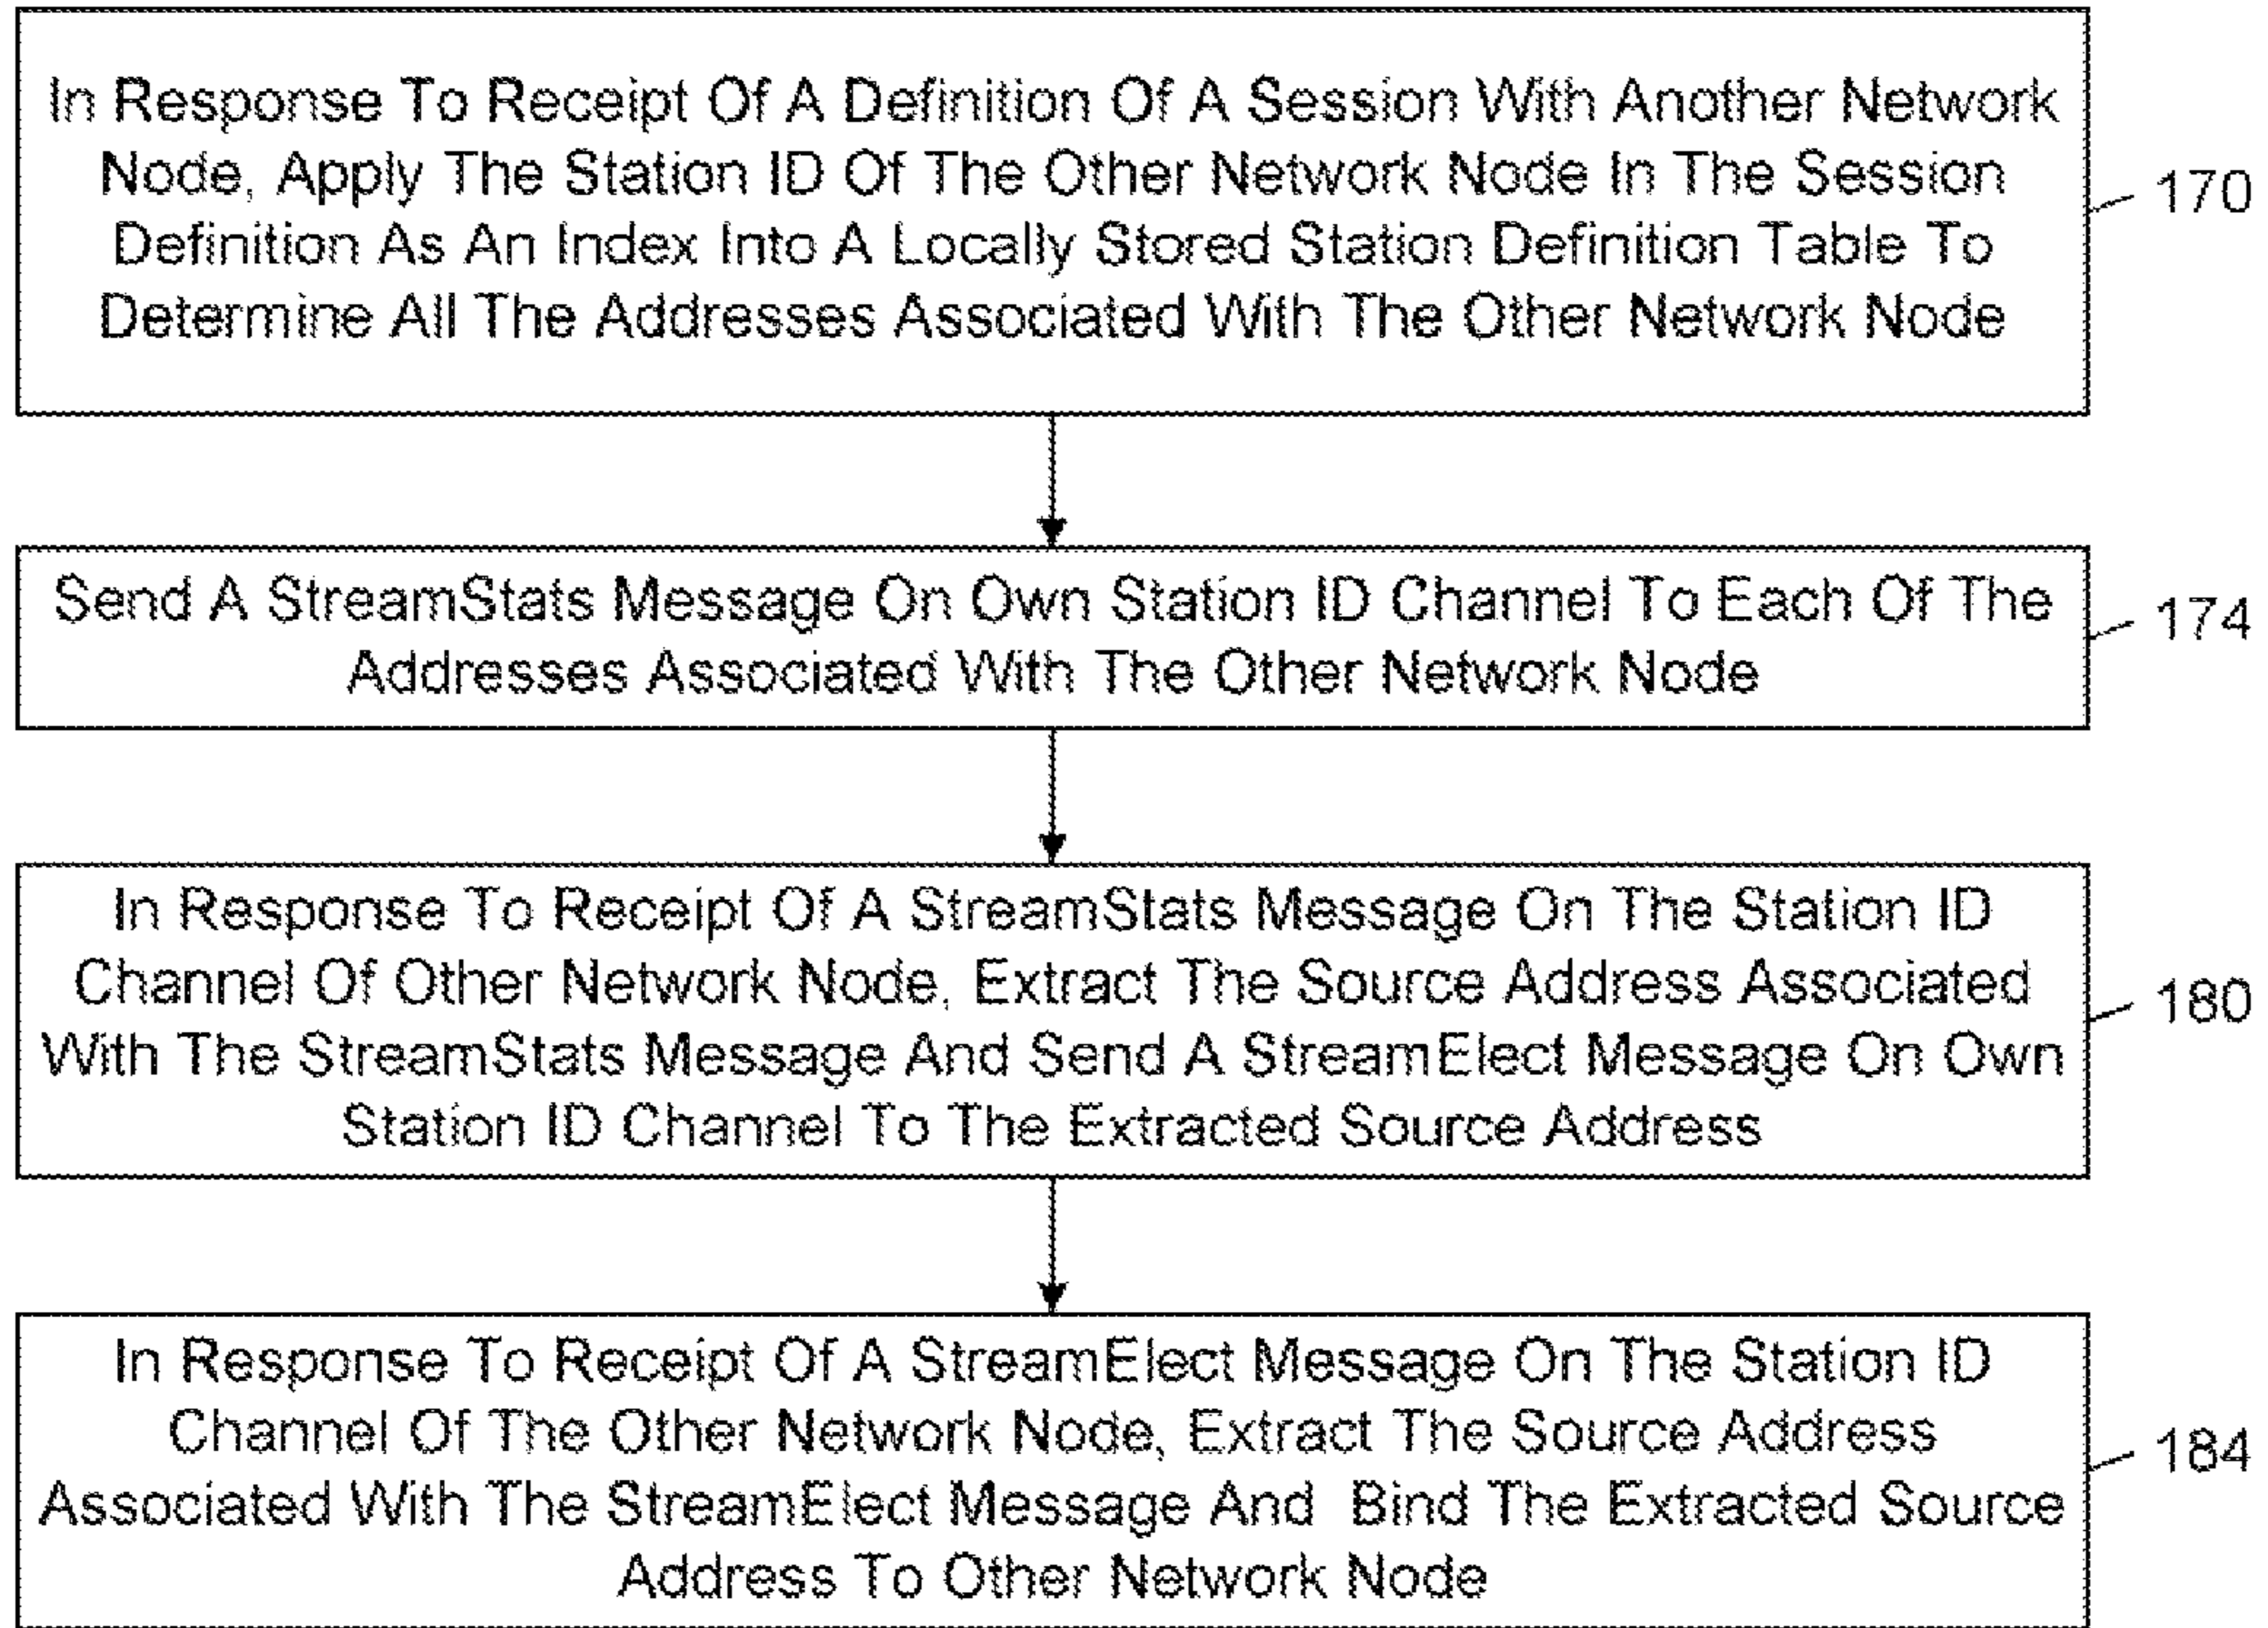 In Response To Receipt Of A Definition Of A Session With Another Network
Node, Apply The Station ID Of The Other Network Node In The Session
Definition As An Index Into A Locally Stored Station Definition Table To
Determine All The Addresses Associated With The Other Network Node
170
Send A StreamStats Message On Own Station ID Channel To Each Of The
Addresses Associated With The Other Network Node
174
In Response To Receipt Of A StreamStats Message On The Station ID
Channel Of Other Network Node, Extract The Source Address Associated
With The StreamStats Message And Send A StreamElect Message On Own
Station ID Channel To The Extracted Source Address
180
In Response To Receipt Of A StreamElect Message On The Station ID
Channel Of The Other Network Node, Extract The Source Address
Associated With The StreamElect Message And Bind The Extracted Source
Address To Other Network Node
184